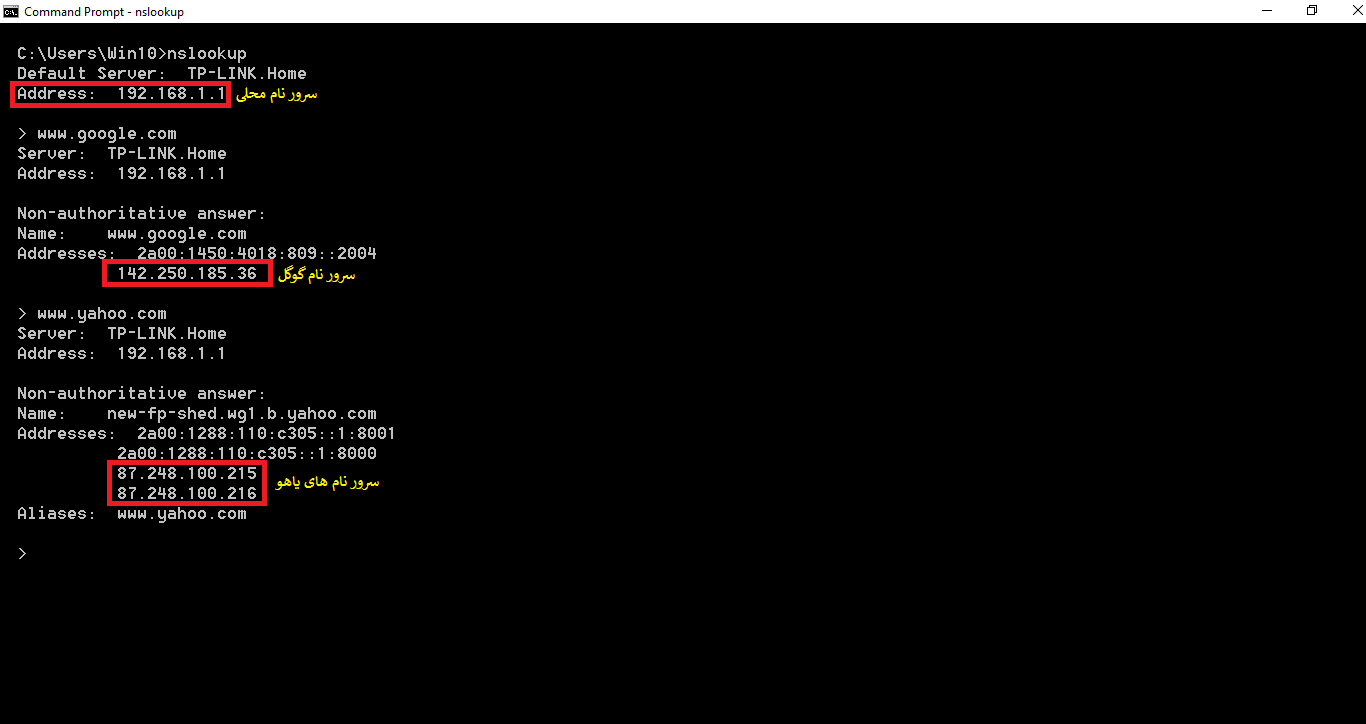 Command Prompt - nslookup
C:\Users\Win10>nslookup
Default Server:  TP-LINK.Home
Address:  192.168.1.1 سرور نام محلی
> www.google.com
Server:  TP-LINK.Home
Address:  192.168.1.1
Non-authoritative answer:
Name:    www.google.com
Addresses:  2a00:1450:4018:809::2004
142.250.185.36 سرور نام گوگل
> www.yahoo.com
Server:  TP-LINK.Home
Address:  192.168.1.1
Non-authoritative answer:
Name:    new-fp-shed.wg1.b.yahoo.com
Addresses:  2a00:1288:110:c305::1:8001
2a00:1288:110:c305::1:8000
87.248.100.215
سرور نام های یاهو
87.248.100.216
Aliases:  www.yahoo.com
>